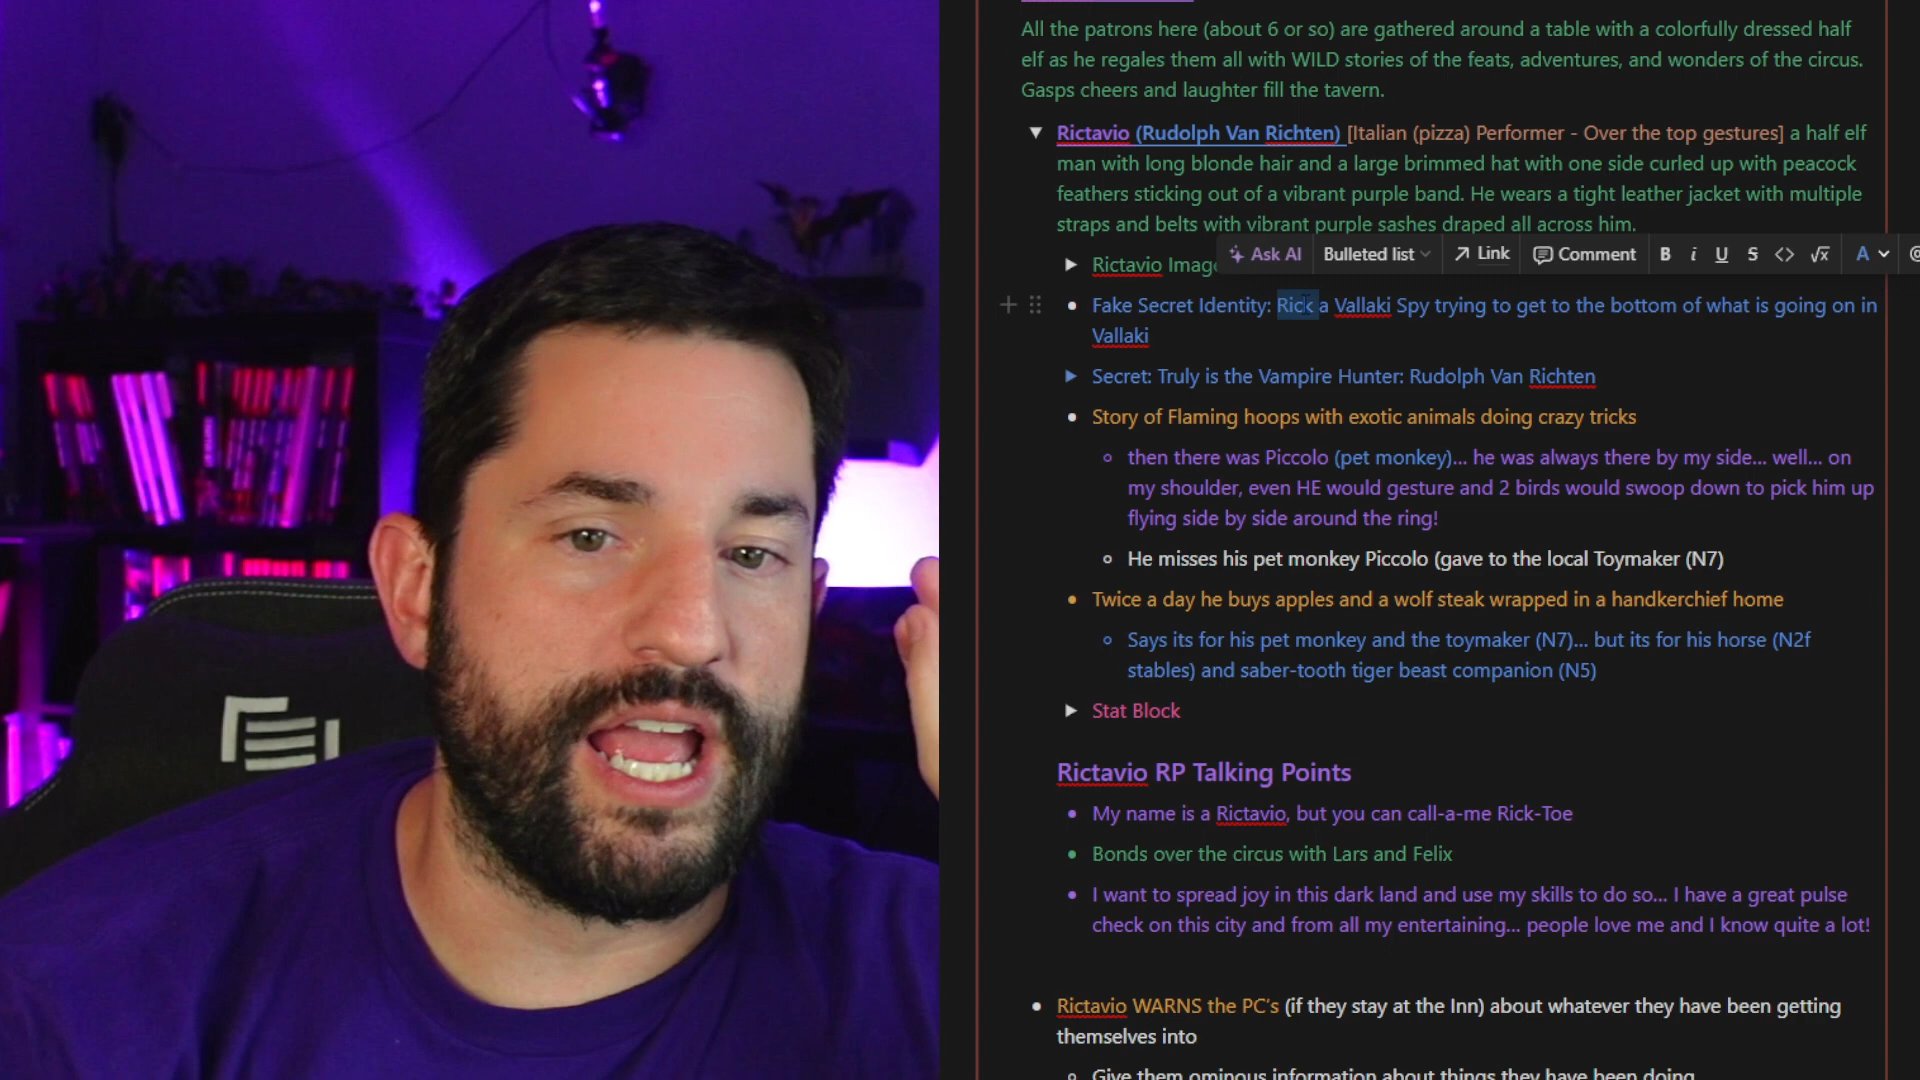 All the patrons here (about 6 or so) are gathered around a table with a colorfully dressed half
elf as he regales them all with WILD stories of the feats, adventures, and wonders of the circus.
Gasps cheers and laughter fill the tavern.
Rictavio (Rudolph Van Richten) [Italian (pizza) Performer - Over the top gestures] a half elf
man with long blonde hair and a large brimmed hat with one side curled up with peacock
feathers sticking out of a vibrant purple band. He wears a tight leather jacket with multiple
straps and belts with vibrant purple sashes draped all across him.
Rictavio Image
Ask AI Bulleted list Link Comment B i U S <> √x A @
Fake Secret Identity: Rick a Vallaki Spy trying to get to the bottom of what is going on in
Vallaki
Secret: Truly is the Vampire Hunter: Rudolph Van Richten
Story of Flaming hoops with exotic animals doing crazy tricks
then there was Piccolo (pet monkey)... he was always there by my side... well... on
my shoulder, even HE would gesture and 2 birds would swoop down to pick him up
flying side by side around the ring!
He misses his pet monkey Piccolo (gave to the local Toymaker (N7)
Twice a day he buys apples and a wolf steak wrapped in a handkerchief home
Says its for his pet monkey and the toymaker (N7)... but its for his horse (N2f
stables) and saber-tooth tiger beast companion (N5)
Stat Block
Rictavio RP Talking Points
My name is a Rictavio, but you can call-a-me Rick-Toe
Bonds over the circus with Lars and Felix
I want to spread joy in this dark land and use my skills to do so... I have a great pulse
check on this city and from all my entertaining... people love me and I know quite a lot!
Rictavio WARNS the PC's (if they stay at the Inn) about whatever they have been getting
themselves into
Give them ominous information about things they have been doing